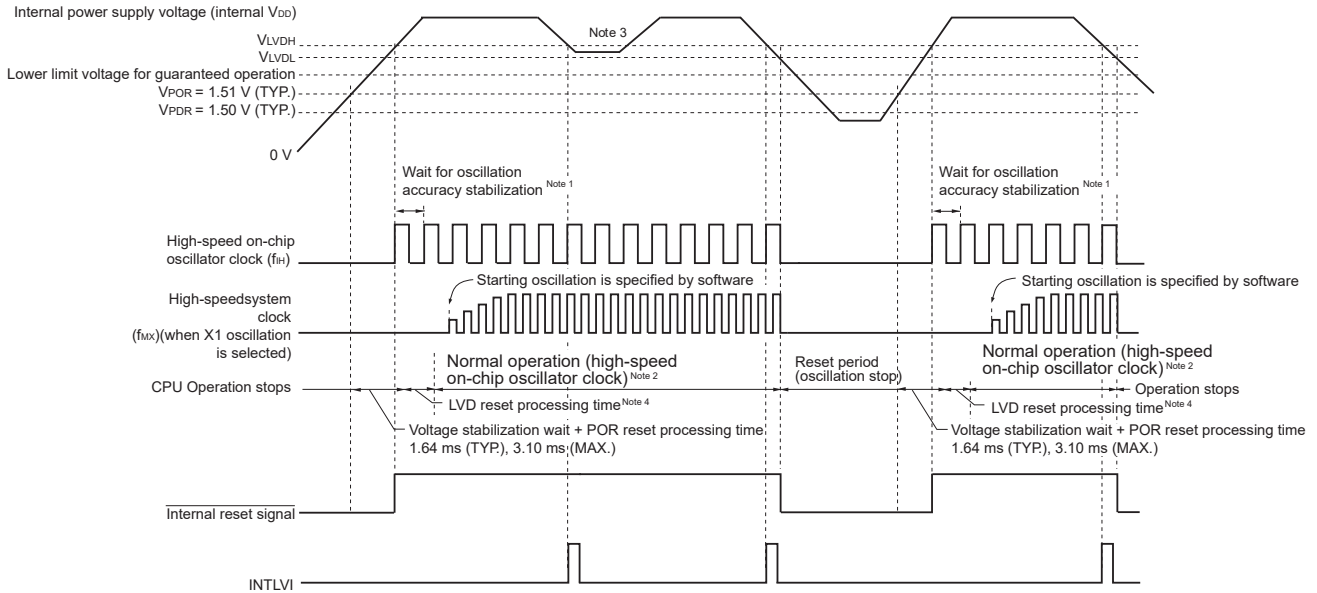 Internal power supply voltage (internal VDD)
Note 3
VLVDH
VLVDL
Lower limit voltage for guaranteed operation
VPOR = 1.51 V (TYP.)
VPDR = 1.50 V (TYP.)
0 V
Wait for oscillation
accuracy stabilization Note 1
Wait for oscillation
accuracy stabilization Note 1
High-speed on-chip
oscillator clock (fIH)
Starting oscillation is specified by software
Starting oscillation is specified by software
High-speedsystem
clock
(fMX)(when X1 oscillation
is selected)
Normal operation (high-speed
on-chip oscillator clock) Note 2
Reset period
(oscillation stop)
Normal operation (high-speed
on-chip oscillator clock) Note 2
CPU Operation stops
Operation stops
LVD reset processing time Note 4
LVD reset processing time Note 4
Voltage stabilization wait + POR reset processing time
1.64 ms (TYP.), 3.10 ms (MAX.)
Voltage stabilization wait + POR reset processing time
1.64 ms (TYP.), 3.10 ms (MAX.)
Internal reset signal
INTLVI